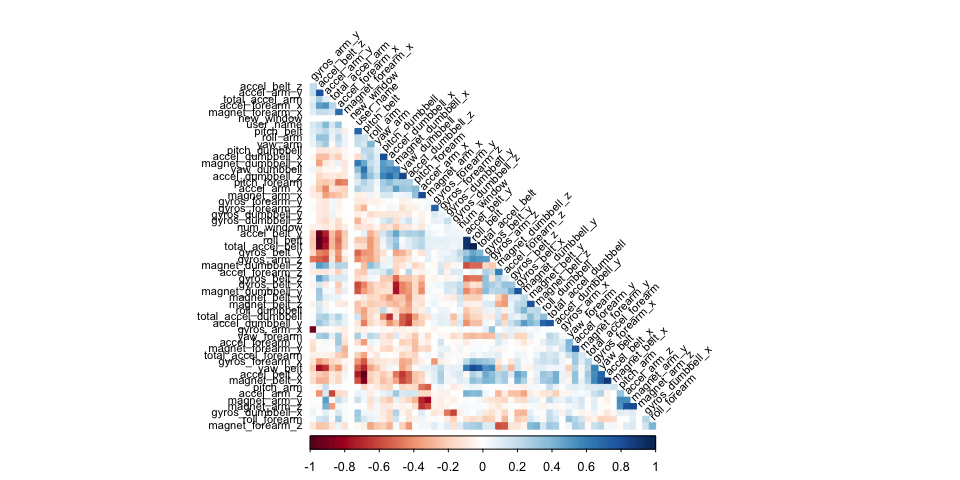 gyros_arm_y
accel_belt_z
accel_arm_y
total_accel_arm
accel_forearm_x
magnet_forearm_x
new_window
user_name
pitch_belt
roll_arm
yaw_arm
pitch_dumbbell
accel_dumbbell_x
magnet_dumbbell_x
yaw_dumbbell
accel_dumbbell_z
pitch_forearm
accel_arm_x
magnet_arm_x
gyros_forearm_y
gyros_forearm_z
gyros_dumbbell_y
gyros_dumbbell_z
num_window
accel_belt_y
roll_belt
total_accel_belt
gyros_belt_y
gyros_arm_z
magnet_dumbbell_z
accel_forearm_z
gyros_belt_z
gyros_belt_x
magnet_dumbbell_y
magnet_belt_y
magnet_belt_z
roll_dumbbell
total_accel_dumbbell
accel_dumbbell_y
gyros_arm_x
yaw_forearm
accel_forearm_y
magnet_forearm_y
total_accel_forearm
gyros_forearm_x
yaw_belt
accel_belt_x
magnet_belt_x
pitch_arm
accel_arm_z
magnet_arm_y
magnet_arm_z
gyros_dumbbell_x
roll_forearm
accel_belt_z
accel_arm_y
total_accel_arm
accel_forearm_x
magnet_forearm_x
new_window
user_name
pitch_belt
roll_arm
yaw_arm
pitch_dumbbell
accel_dumbbell_x
magnet_dumbbell_x
yaw_dumbbell
accel_dumbbell_z
pitch_forearm
accel_arm_x
magnet_arm_x
gyros_forearm_y
gyros_forearm_z
gyros_dumbbell_y
gyros_dumbbell_z
num_window
accel_belt_y
roll_belt
total_accel_belt
gyros_belt_y
gyros_arm_z
magnet_dumbbell_z
accel_forearm_z
gyros_belt_z
gyros_belt_x
magnet_dumbbell_y
magnet_belt_y
magnet_belt_z
roll_dumbbell
total_accel_dumbbell
accel_dumbbell_y
gyros_arm_x
yaw_forearm
accel_forearm_y
magnet_forearm_y
total_accel_forearm
gyros_forearm_x
yaw_belt
accel_belt_x
magnet_belt_x
pitch_arm
accel_arm_z
magnet_arm_y
magnet_arm_z
gyros_dumbbell_x
roll_forearm
magnet_forearm_z
-1 -0.8 -0.6 -0.4 -0.2 0 0.2 0.4 0.6 0.8 1